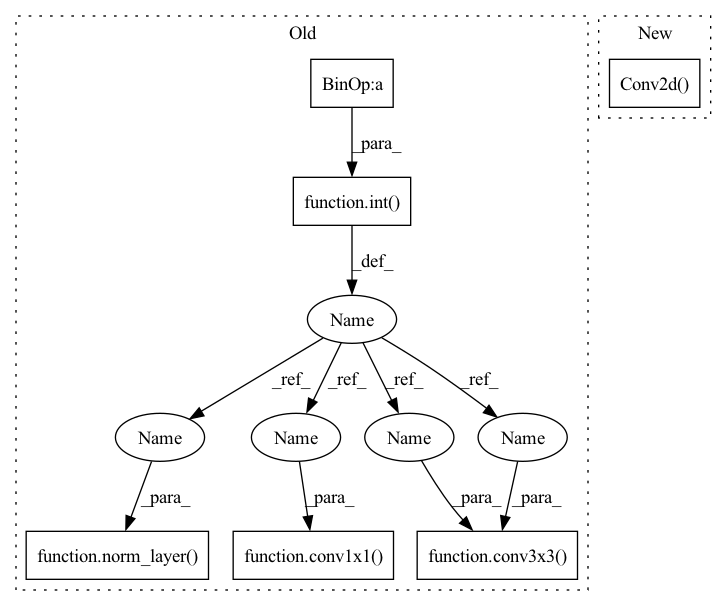 Old
New
BinOp:a
Conv2d()
_para_
function.int()
_def_
Name
_ref_
_ref_
_ref_
_ref_
Name
Name
Name
Name
_para_
_para_
_para_
_para_
function.norm_layer()
function.conv1x1()
function.conv3x3()